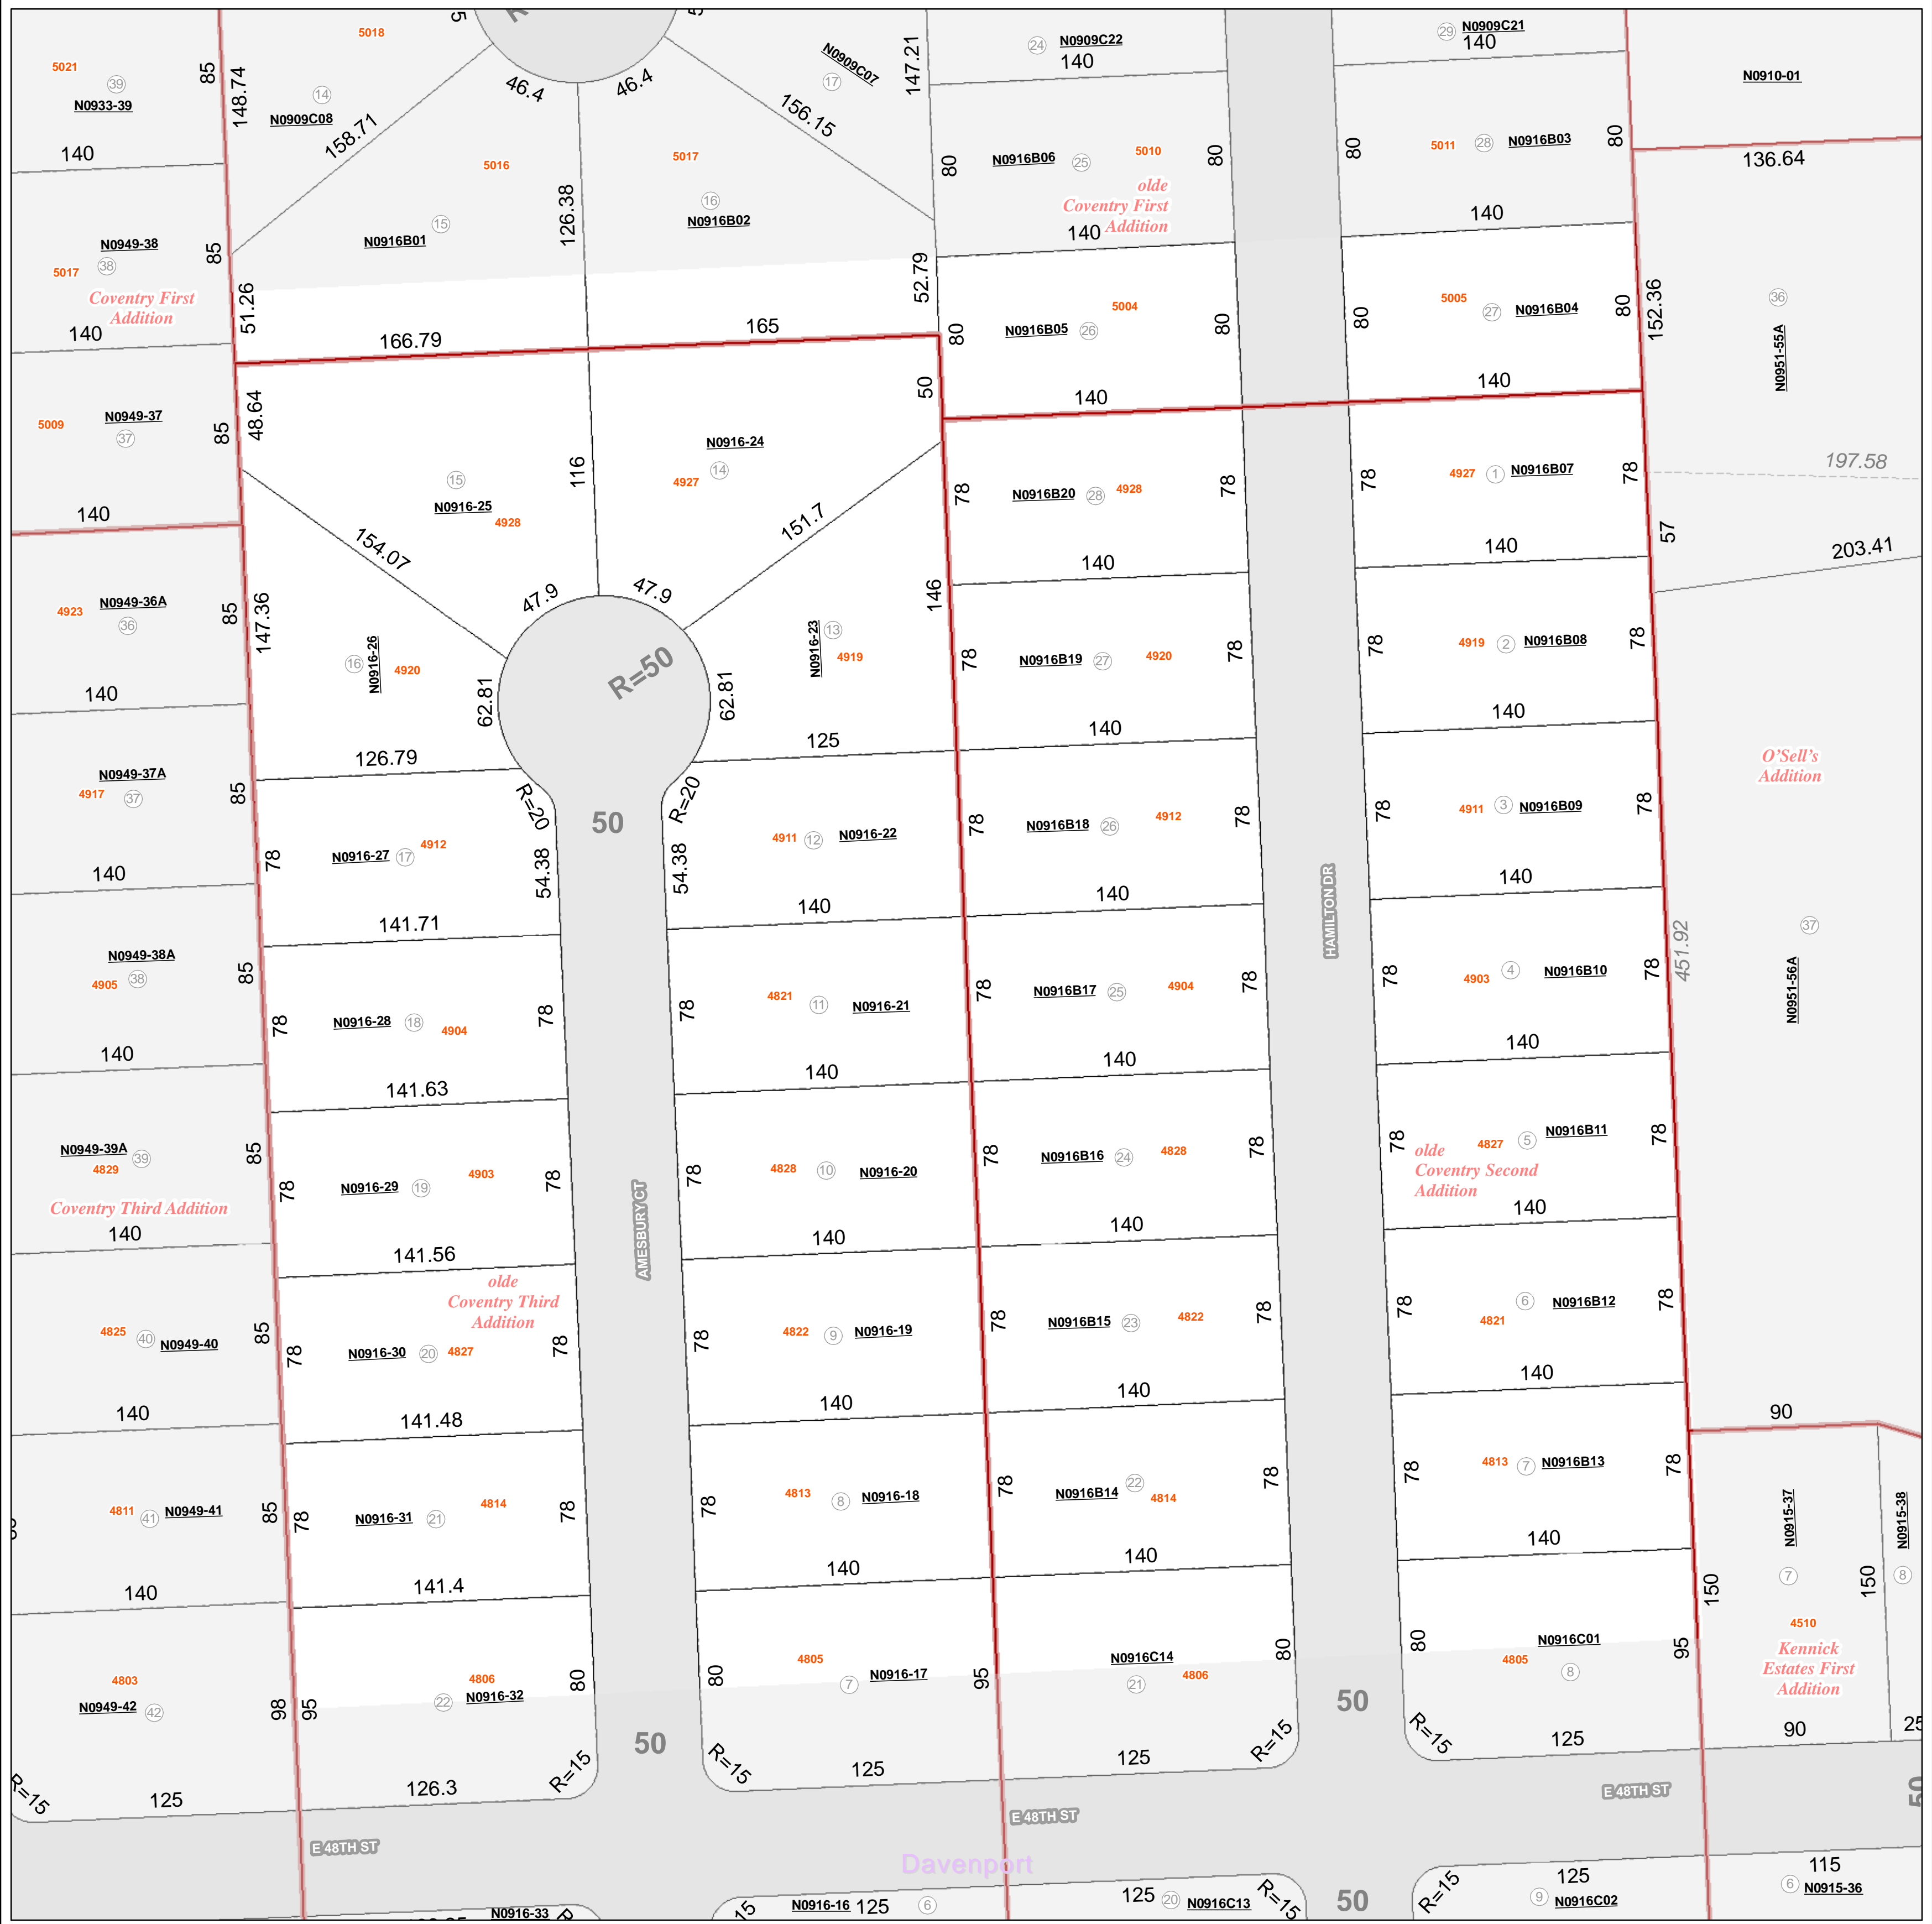 5018
5021
39
N0933-39
85
148.74
14
N0909C08
158.71
46.4
46.4
N0909C07
17
156.15
147.21
24
N0909C22
140
29
N0909C21
140
N0910-01
140
5016
5017
126.38
16
N0916B02
15
N0916B01
80
N0916B06
25
5010
80
olde
Coventry First
Addition
140
80
5011
28
N0916B03
80
136.64
140
N0949-38
5017
38
85
Coventry First
Addition
140
51.26
166.79
165
52.79
80
5004
N0916B05
26
80
140
80
5005
27
N0916B04
80
152.36
140
36
N0951-55A
5009
N0949-37
37
85
48.64
140
15
N0916-25
4928
116
N0916-24
14
4927
50
154.07
151.7
47.9
47.9
78
N0916B20
28
4928
78
140
78
4927
1
N0916B07
78
140
197.58
57
203.41
4923
N0949-36A
36
85
147.36
140
16
N0916-26
4920
62.81
R=50
62.81
N0916-23
13
4919
146
126.79
125
78
N0916B19
27
4920
78
140
78
4919
2
N0916B08
78
140
O'Sell's
Addition
N0949-37A
4917
37
85
140
R=20
50
R=20
78
N0916-27
17
4912
54.38
54.38
4911
12
N0916-22
141.71
140
78
N0916B18
26
4912
78
140
78
4911
3
N0916B09
78
140
HAMILTON DR
N0949-38A
4905
38
85
140
78
N0916-28
18
4904
78
141.63
78
4821
11
N0916-21
140
78
N0916B17
25
4904
78
140
78
4903
4
N0916B10
78
140
451.92
37
N0951-56A
N0949-39A
39
4829
85
Coventry Third Addition
140
78
N0916-29
19
4903
78
141.56
AMESBURY CT
78
4828
10
N0916-20
140
78
N0916B16
24
4828
78
140
78
4827
5
N0916B11
78
olde
Coventry Second
Addition
140
olde
Coventry Third
Addition
4825
40
N0949-40
85
140
78
N0916-30
20
4827
78
141.48
78
4822
9
N0916-19
140
78
N0916B15
23
4822
78
140
78
4821
6
N0916B12
78
140
90
4811
41
N0949-41
85
140
78
N0916-31
21
4814
78
141.4
78
4813
8
N0916-18
140
78
N0916B14
22
4814
78
140
78
4813
7
N0916B13
78
140
N0915-37
7
150
150
N0915-38
8
4510
Kennick
Estates First
Addition
90
4803
N0949-42
42
98
95
4806
22
N0916-32
80
R=15
126.3
R=15
125
80
4805
7
N0916-17
95
R=15
125
50
N0916C14
21
4806
80
R=15
125
50
80
N0916C01
4805
8
95
R=15
125
E 48TH ST
E 48TH ST
E 48TH ST
Davenport
N0916-33
15
N0916-16
125
6
125
20
N0916C13
R=15
50
R=15
125
9
N0916C02
115
6
N0915-36